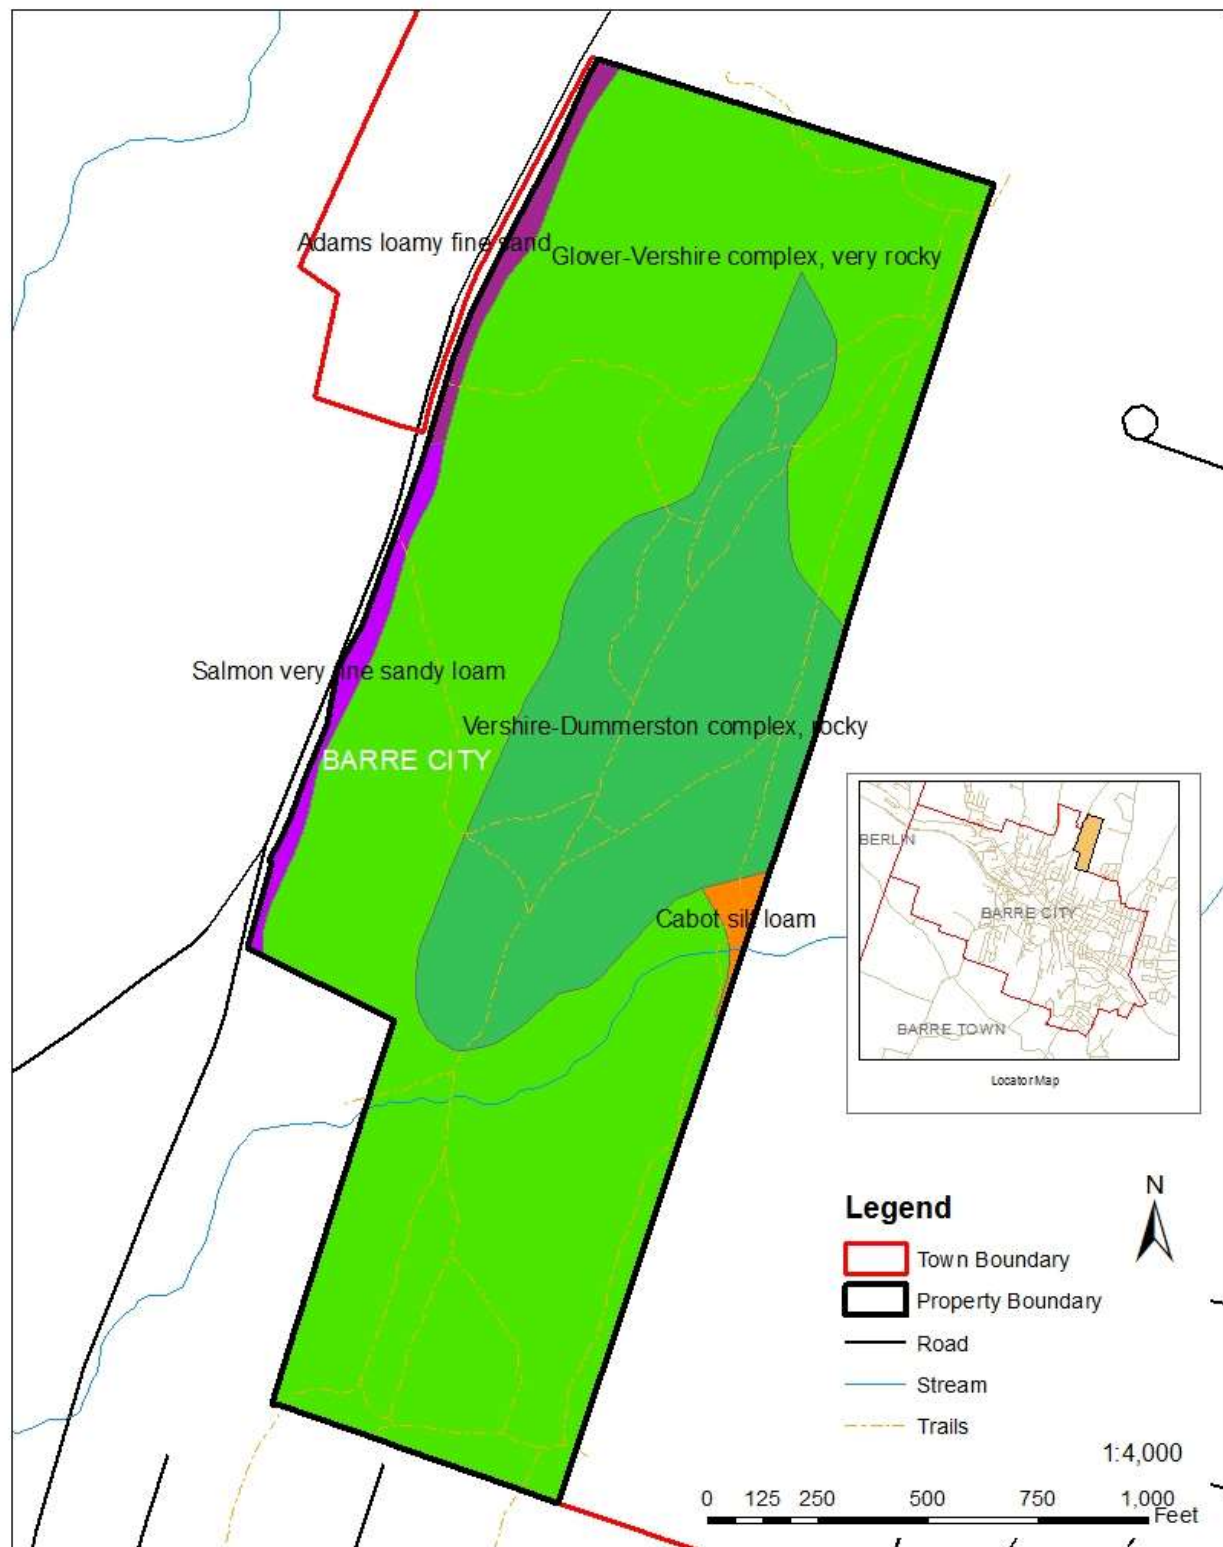 Adams loamy fine sand
Glover-Vershire complex, very rocky
Salmon very fine sandy loam
Vershire-Dummerston complex, rocky
BARRE CITY
Cabot silt loam
BERLIN
BARRE CITY
BARRE TOWN
Locator Map
Legend
N
Town Boundary
Property Boundary
Road
Stream
Trails
1:4,000
0 125 250 500 750 1,000
Feet